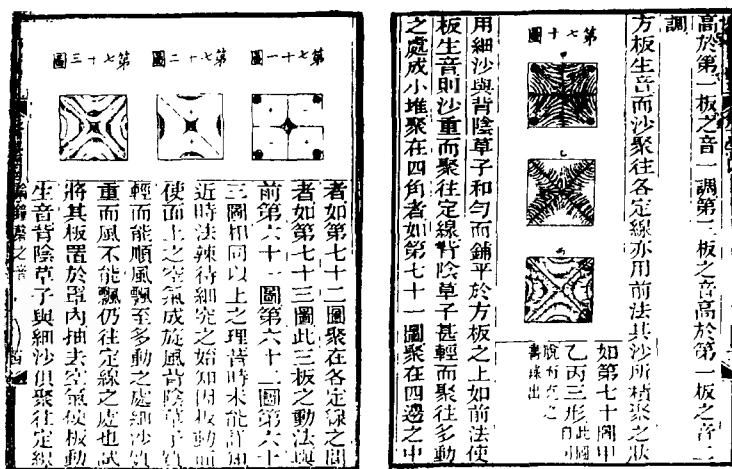 高於第一板之音一調第二板之音高於第一板之音二
調
方板生音而沙聚往各定線亦用前法其沙所積聚之狀
如第七十圖甲
乙丙三形此圖
書錄出
第七十圖
乙
丙
用細沙與背陰草子和勻而鋪平於方板之上如前法使
板生音則沙重而聚往定線背陰草子甚輕而聚往多動
之處成小堆聚在四角者如第七十一圖聚在四邊之中
第七十一圖
第七十二圖
第七十三圖
者如第七十二圖聚在各定線之間
者如第七十三圖此三板之動法與
前第六十一圖第六十二圖第六十
三圖相同以上之理昔時未能詳知
近時法辣待細究之始知因板動而
使面上之空氣成旋風背陰草子質
輕而能順風飄至多動之處細沙質
重而風不能飄仍往定線之處也試
將其板置於罩內抽去空氣使板動
生音背陰草子與細沙俱聚往定線
之音